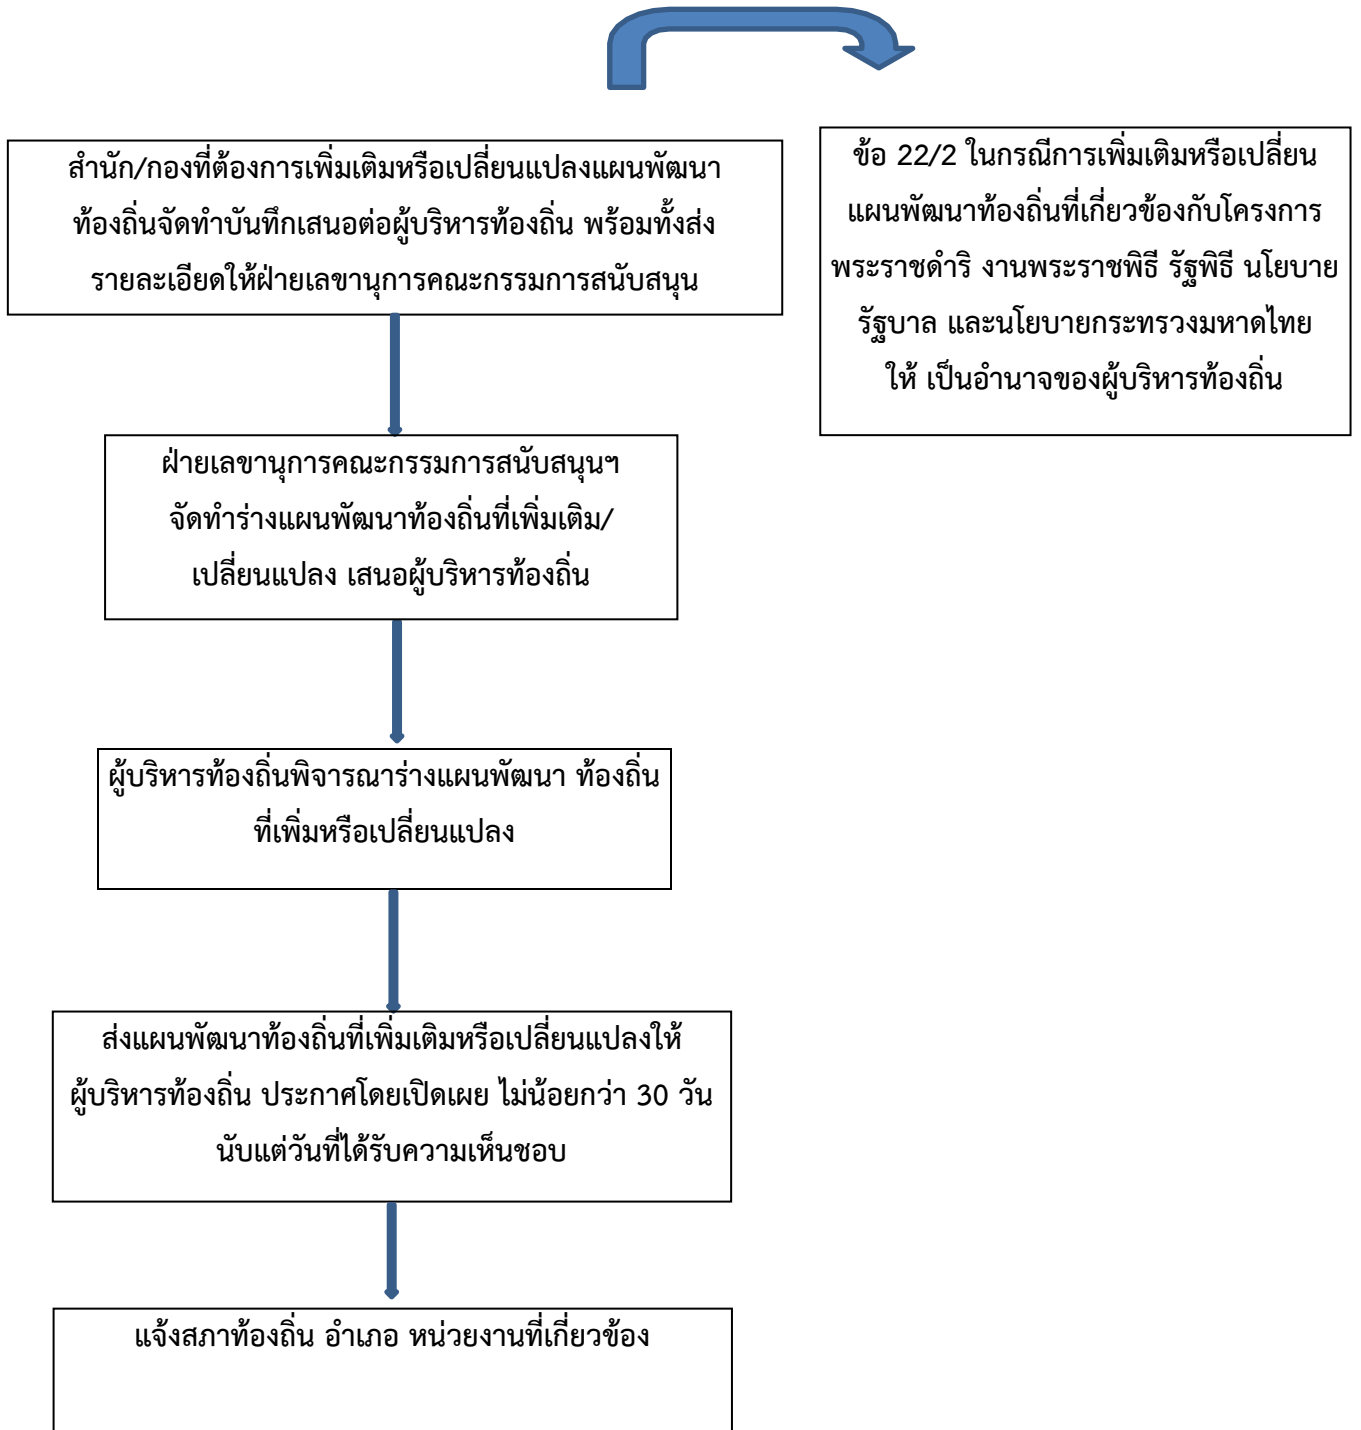 สำนัก/กองที่ต้องการเพิ่มเติมหรือเปลี่ยนแปลงแผนพัฒนา
ท้องถิ่นจัดทำบันทึกเสนอต่อผู้บริหารท้องถิ่น พร้อมทั้งส่ง
รายละเอียดให้ฝ่ายเลขานุการคณะกรรมการสนับสนุน
ข้อ 22/2 ในกรณีการเพิ่มเติมหรือเปลี่ยน
แผนพัฒนาท้องถิ่นที่เกี่ยวข้องกับโครงการ
พระราชดำริ งานพระราชพิธี รัฐพิธี นโยบาย
รัฐบาล และนโยบายกระทรวงมหาดไทย
ให้ เป็นอำนาจของผู้บริหารท้องถิ่น
ฝ่ายเลขานุการคณะกรรมการสนับสนุนฯ
จัดทำร่างแผนพัฒนาท้องถิ่นที่เพิ่มเติม/
เปลี่ยนแปลง เสนอผู้บริหารท้องถิ่น
ผู้บริหารท้องถิ่นพิจารณาร่างแผนพัฒนา ท้องถิ่น
ที่เพิ่มหรือเปลี่ยนแปลง
ส่งแผนพัฒนาท้องถิ่นที่เพิ่มเติมหรือเปลี่ยนแปลงให้
ผู้บริหารท้องถิ่น ประกาศโดยเปิดเผย ไม่น้อยกว่า 30 วัน
นับแต่วันที่ได้รับความเห็นชอบ
แจ้งสภาท้องถิ่น อำเภอ หน่วยงานที่เกี่ยวข้อง